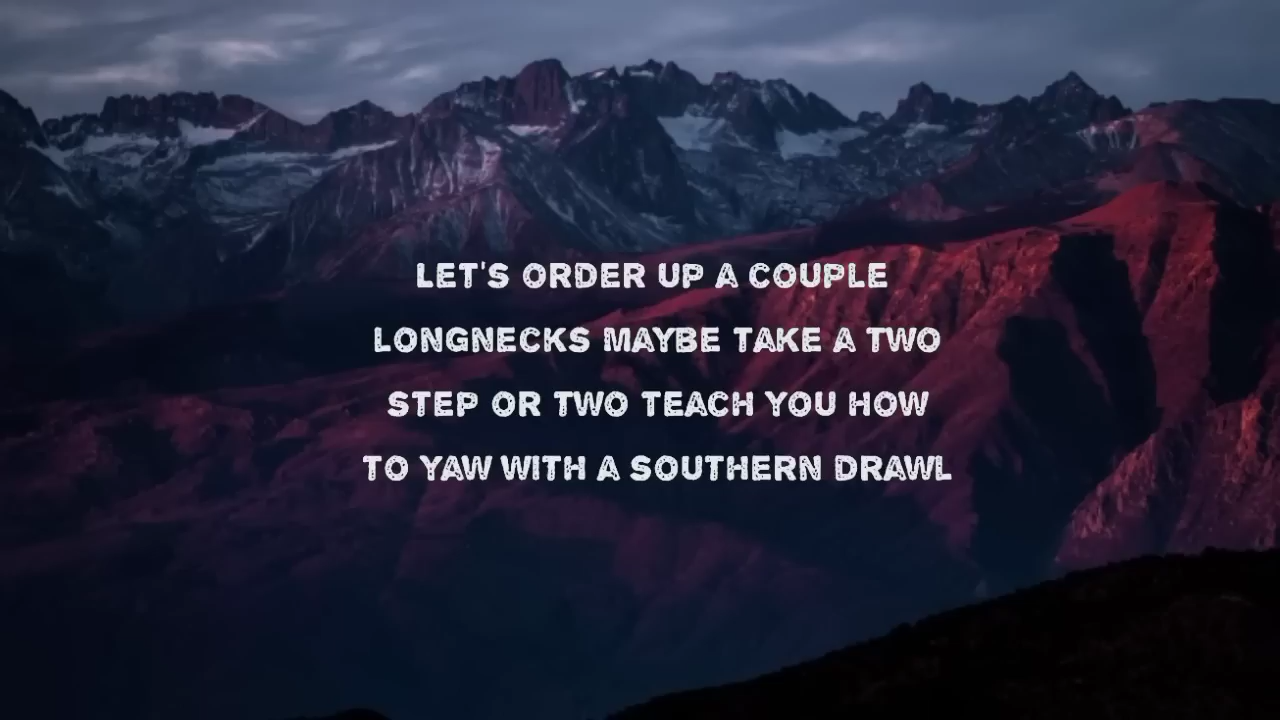 LET'S ORDER UP A COUPLE
LONGNECKS MAYBE TAKE A TWO
STEP OR TWO TEACH YOU HOW
TO YAW WITH A SOUTHERN DRAWL